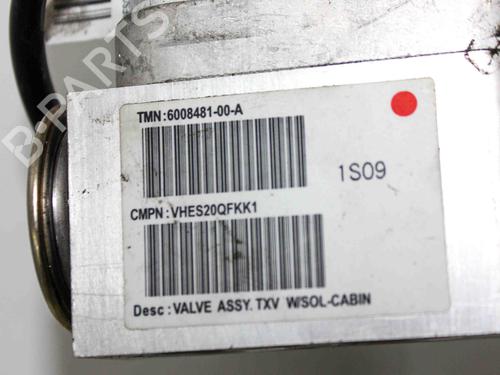 B-PARTS
TMN:6008481-00-A
1S09
CMPN:VHES20QFKK1
Desc:VALVE ASSY.TXV W/SOL-CABIN